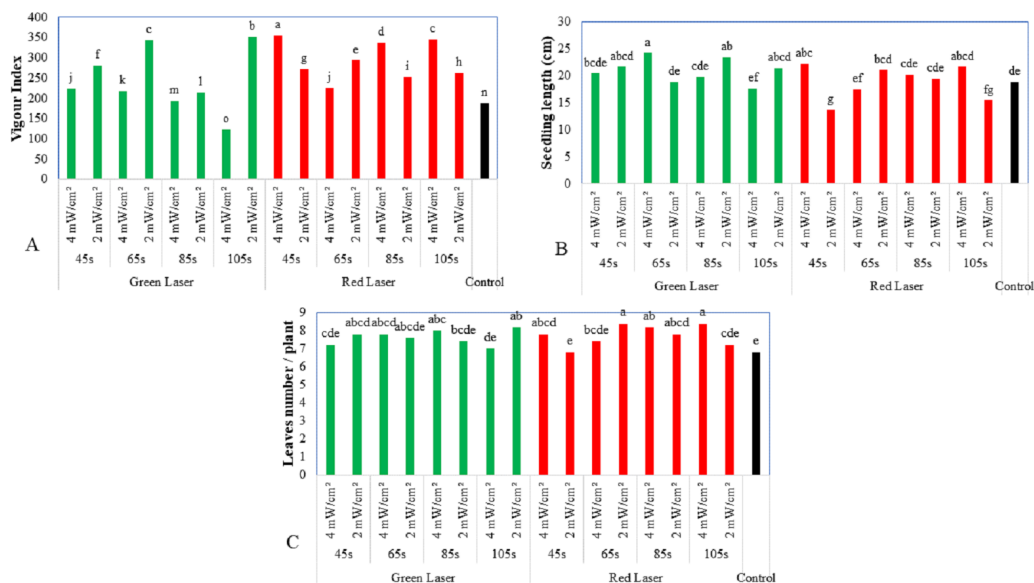 Vigour Index
400
350
300
250
200
150
100
50
0
j f k c m l o b a g j e d i c h n
4 mW/cm² 2 mW/cm² 4 mW/cm² 2 mW/cm² 4 mW/cm² 2 mW/cm² 4 mW/cm² 2 mW/cm² 4 mW/cm² 2 mW/cm² 4 mW/cm² 2 mW/cm² 4 mW/cm² 2 mW/cm² 4 mW/cm² 2 mW/cm²
45s 65s 85s 105s 45s 65s 85s 105s
Green Laser Red Laser Control
A
Seedling length (cm)
30
25
20
15
10
5
0
bcde abcd a de cde ab ef abcd abc g ef bcd cde cde abcd fg de
4 mW/cm² 2 mW/cm² 4 mW/cm² 2 mW/cm² 4 mW/cm² 2 mW/cm² 4 mW/cm² 2 mW/cm² 4 mW/cm² 2 mW/cm² 4 mW/cm² 2 mW/cm² 4 mW/cm² 2 mW/cm² 4 mW/cm² 2 mW/cm²
45s 65s 85s 105s 45s 65s 85s 105s
Green Laser Red Laser Control
B
Leaves number / plant
9
8
7
6
5
4
3
2
1
0
cde abcd abcd abcde abc bcde de ab abcd e bcde a ab abcd a cde e
4 mW/cm² 2 mW/cm² 4 mW/cm² 2 mW/cm² 4 mW/cm² 2 mW/cm² 4 mW/cm² 2 mW/cm² 4 mW/cm² 2 mW/cm² 4 mW/cm² 2 mW/cm² 4 mW/cm² 2 mW/cm² 4 mW/cm² 2 mW/cm²
45s 65s 85s 105s 45s 65s 85s 105s
Green Laser Red Laser Control
C